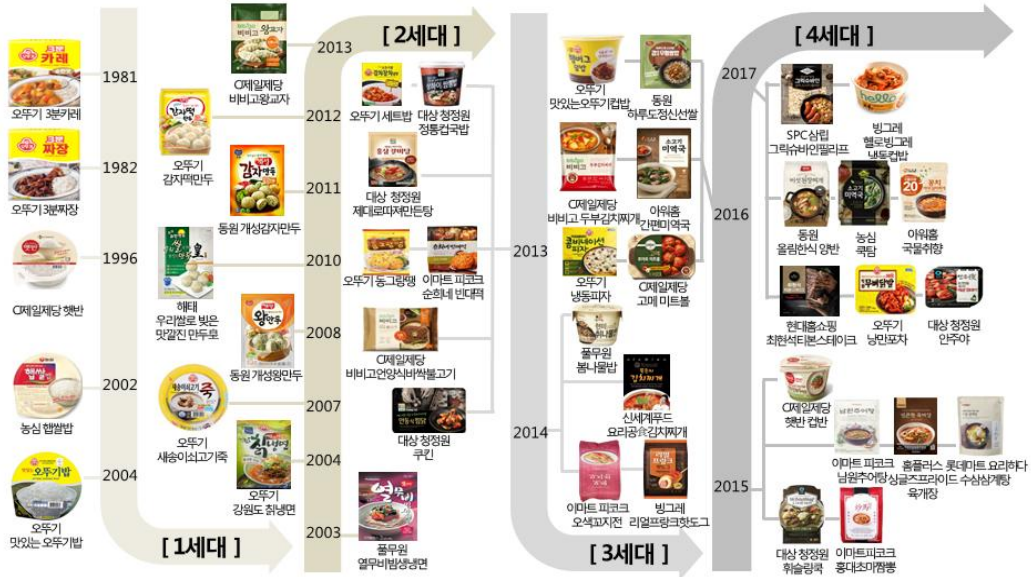 [ 1세대 ]
1981
오뚜기 3분카레
1982
오뚜기 3분짜장
1996
CJ제일제당 햇반
2002
농심 햅쌀밥
2004
오뚜기
맛있는 오뚜기밥
[ 2세대 ]
2003
풀무원
열무비빔생냉면
2004
오뚜기
강원도 칡냉면
2007
오뚜기
새송이쇠고기죽
2008
동원 개성왕만두
2010
해태
우리쌀로 빚은
맛깔진 만두호
2011
동원 개성감자만두
2012
오뚜기
감자떡만두
2013
CJ제일제당
비비고왕교자
오뚜기 세트밥
대상 청정원
정통컵국밥
대상 청정원
제대로따져만든탕
오뚜기 동그랑땡
이마트 피코크
순희네 빈대떡
CJ제일제당
비비고언양식바싹불고기
대상 청정원
쿠킨
[ 3세대 ]
2013
오뚜기
맛있는오뚜기컵밥
동원
하루도정신선쌀
CJ제일제당
비비고 두부김치찌개
아워홈
간편미역국
오뚜기
냉동피자
CJ제일제당
고메 미트볼
2014
풀무원
봄나물밥
신세계푸드
요리공食김치찌개
이마트 피코크
오색꼬지전
빙그레
리얼프랑크핫도그
[ 4세대 ]
2015
CJ제일제당
햇반 컵반
이마트 피코크
남원추어탕
홈플러스
싱글즈프라이드
육개장
롯데마트 요리하다
수삼삼계탕
대상 청정원
휘슬링쿡
이마트피코크
홍대초마짬뽕
2016
동원
올림한식 양반
농심
쿡탐
아워홈
국물취향
현대홈쇼핑
최현석티본스테이크
오뚜기
낭만포차
대상 청정원
안주야
2017
SPC 삼립
그릭슈바인필라프
빙그레
헬로빙그레
냉동컵밥